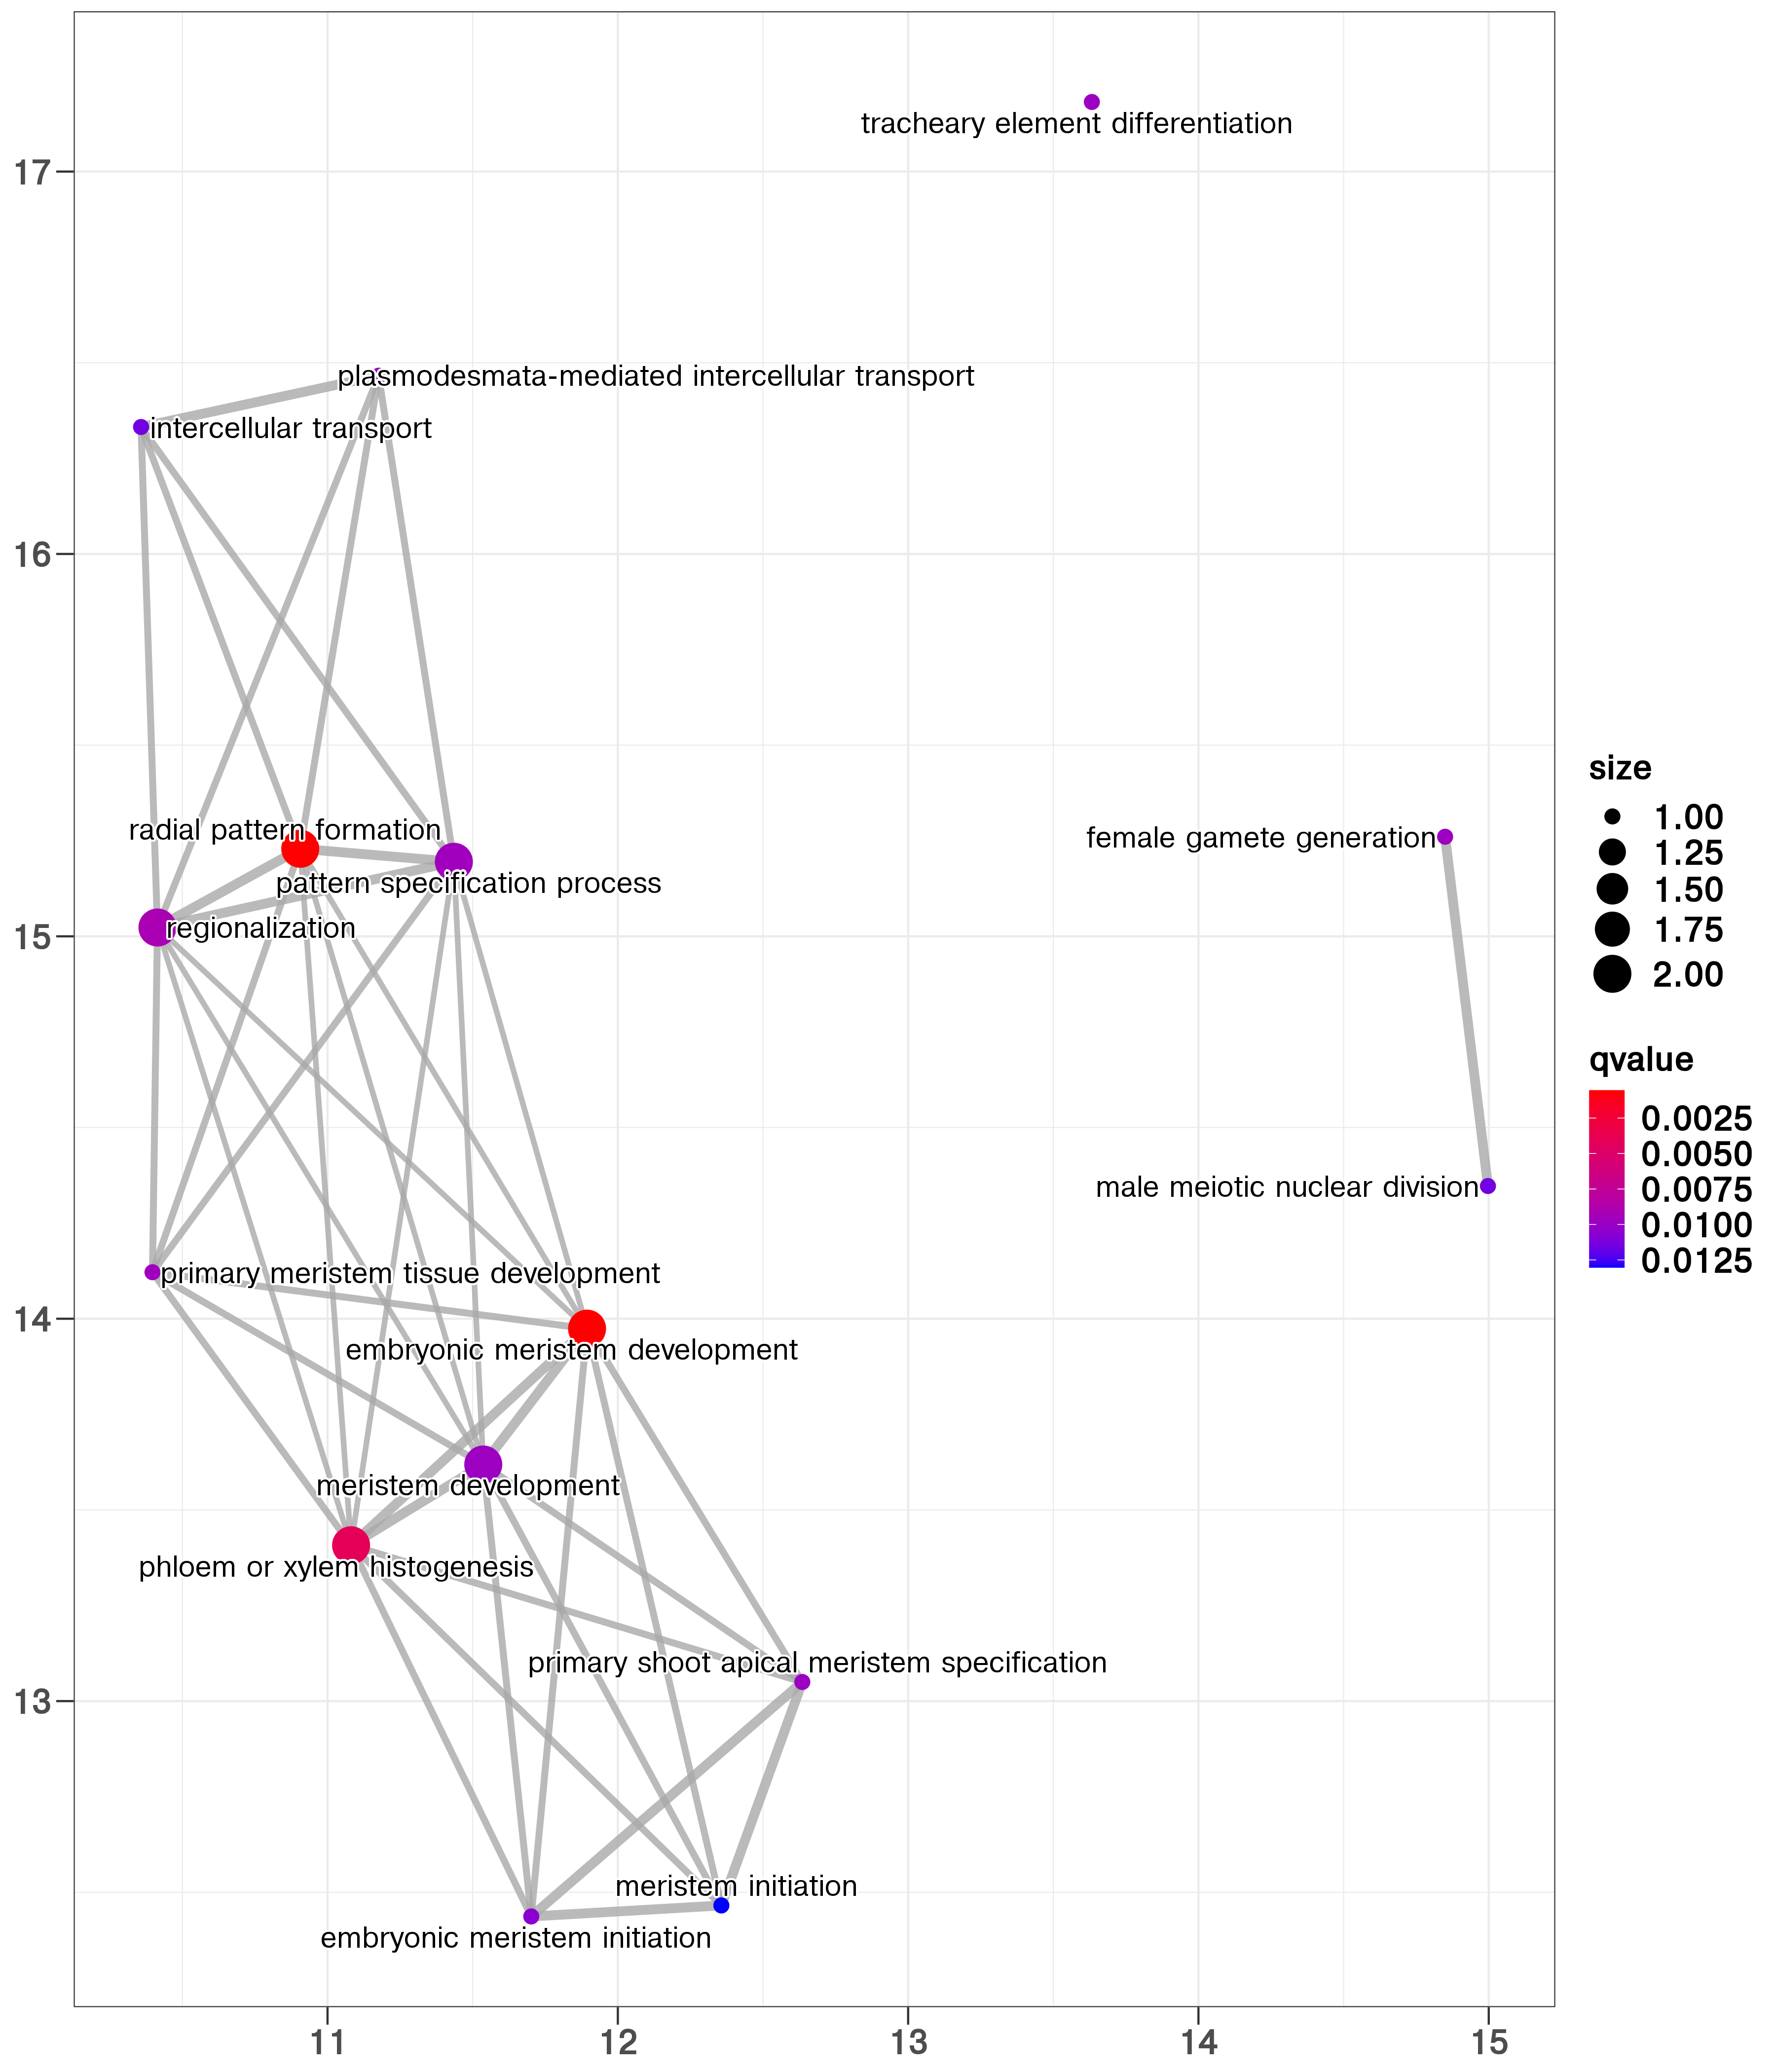 tracheary element differentiation
17
plasmodesmata-mediated intercellular transport
intercellular transport
16
radial pattern formation
pattern specification process
regionalization
15
female gamete generation
male meiotic nuclear division
primary meristem tissue development
14
embryonic meristem development
meristem development
phloem or xylem histogenesis
primary shoot apical meristem specification
13
meristem initiation
embryonic meristem initiation
11 12 13 14 15
size
1.00
1.25
1.50
1.75
2.00
qvalue
0.0025
0.0050
0.0075
0.0100
0.0125